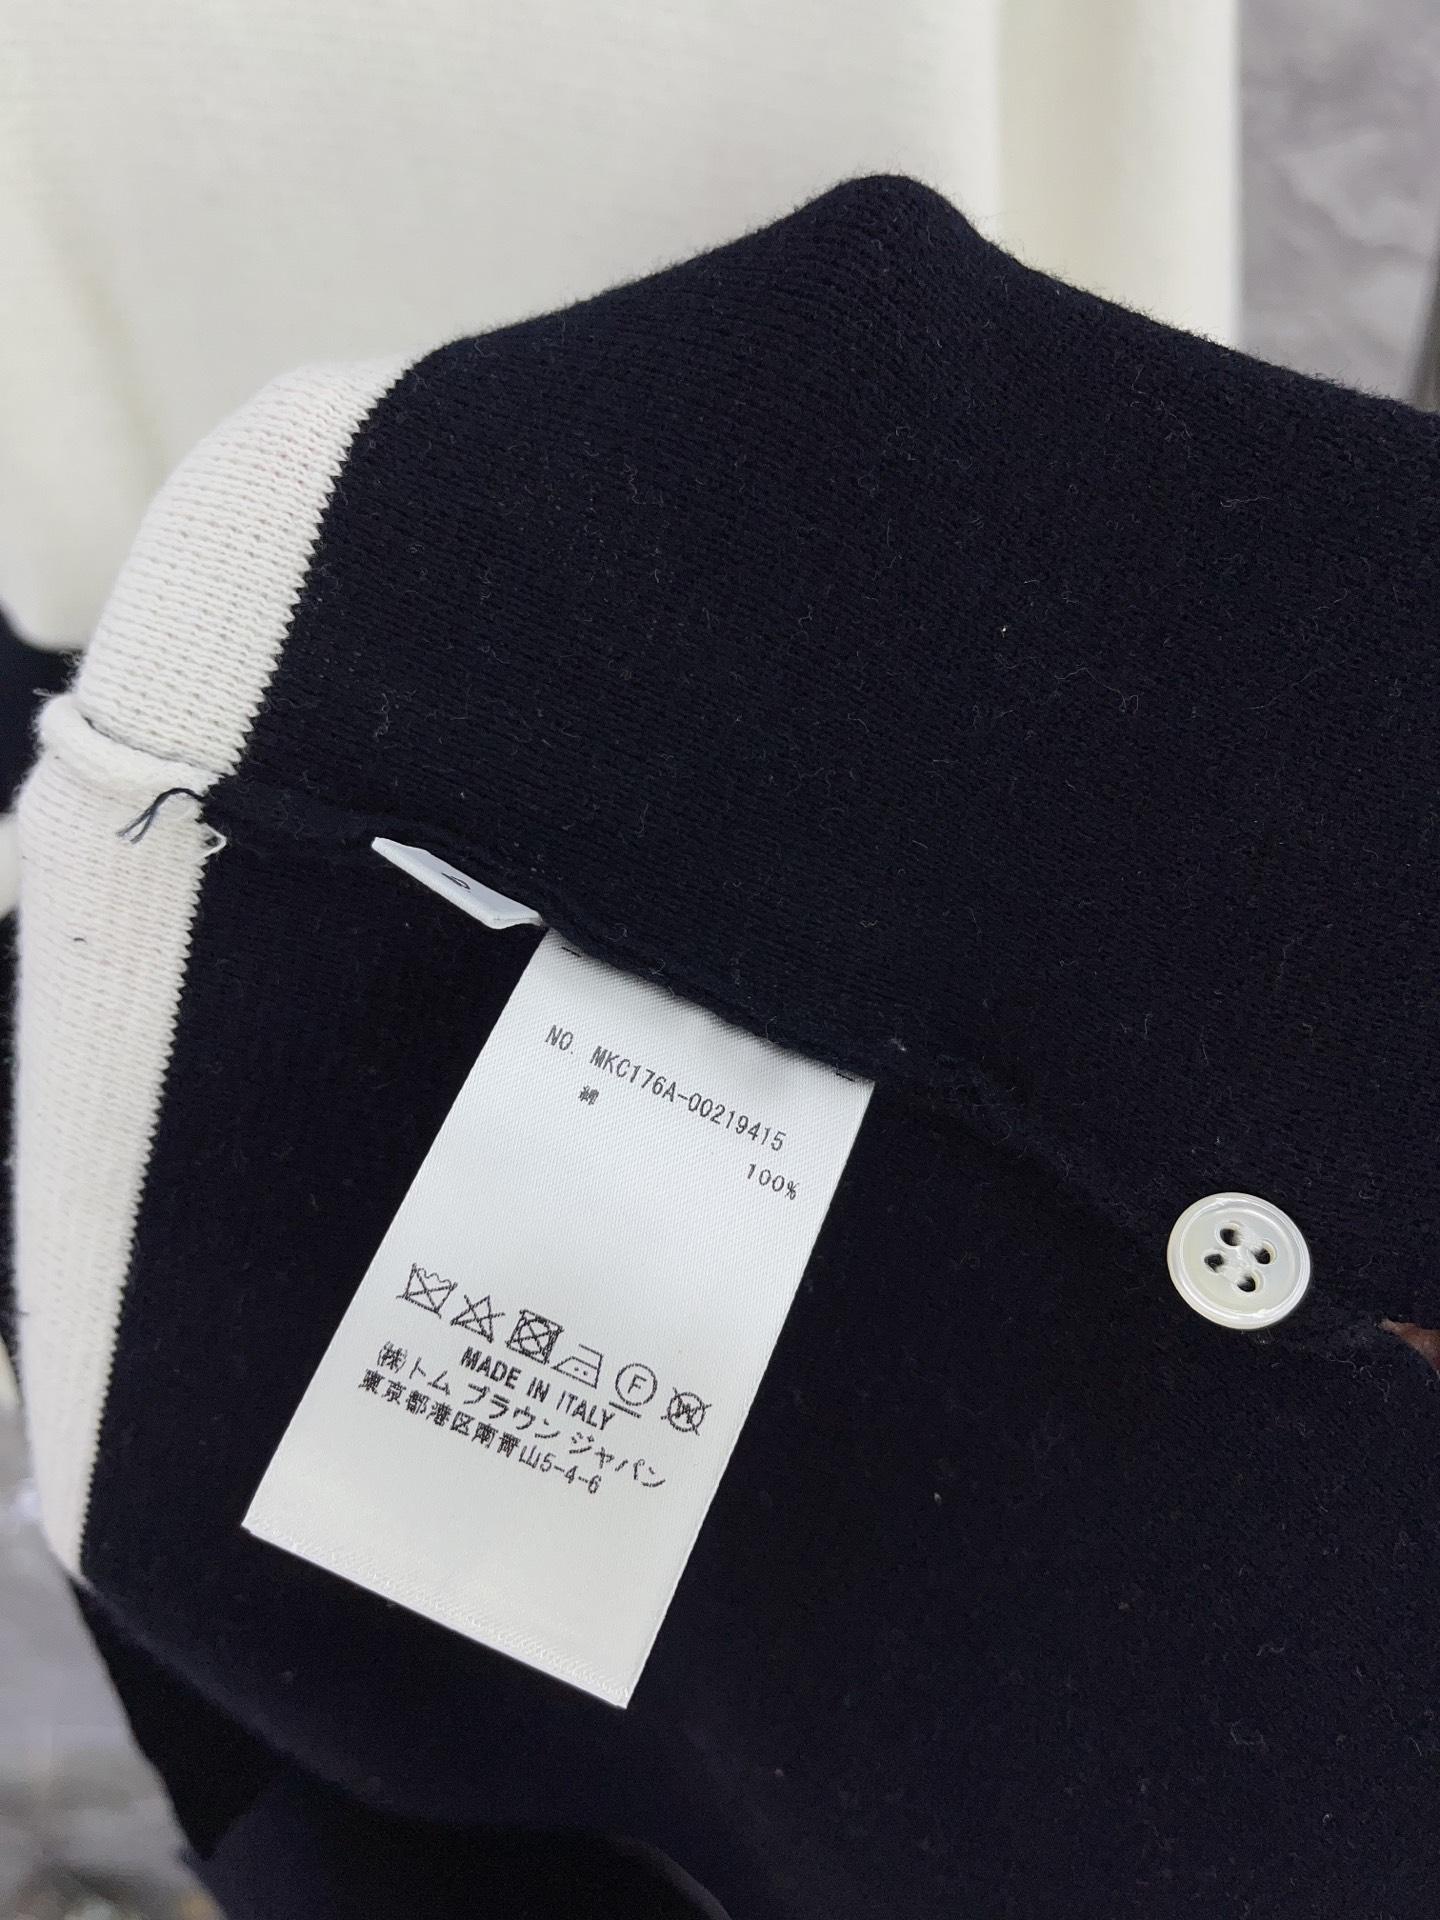 NO. MKC176A-00219415
綿
100%
F
W
MADE IN ITALY
㈱トム ブラウン ジャパン
東京都港区南青山5-4-6